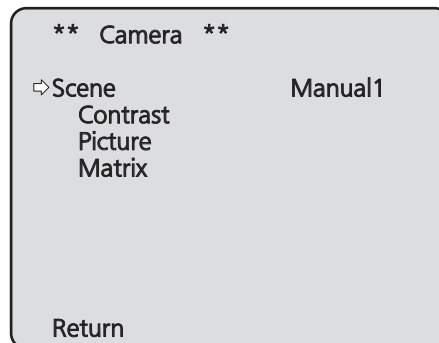 ** Camera **
⇨Scene Manual1
Contrast
Picture
Matrix
Return